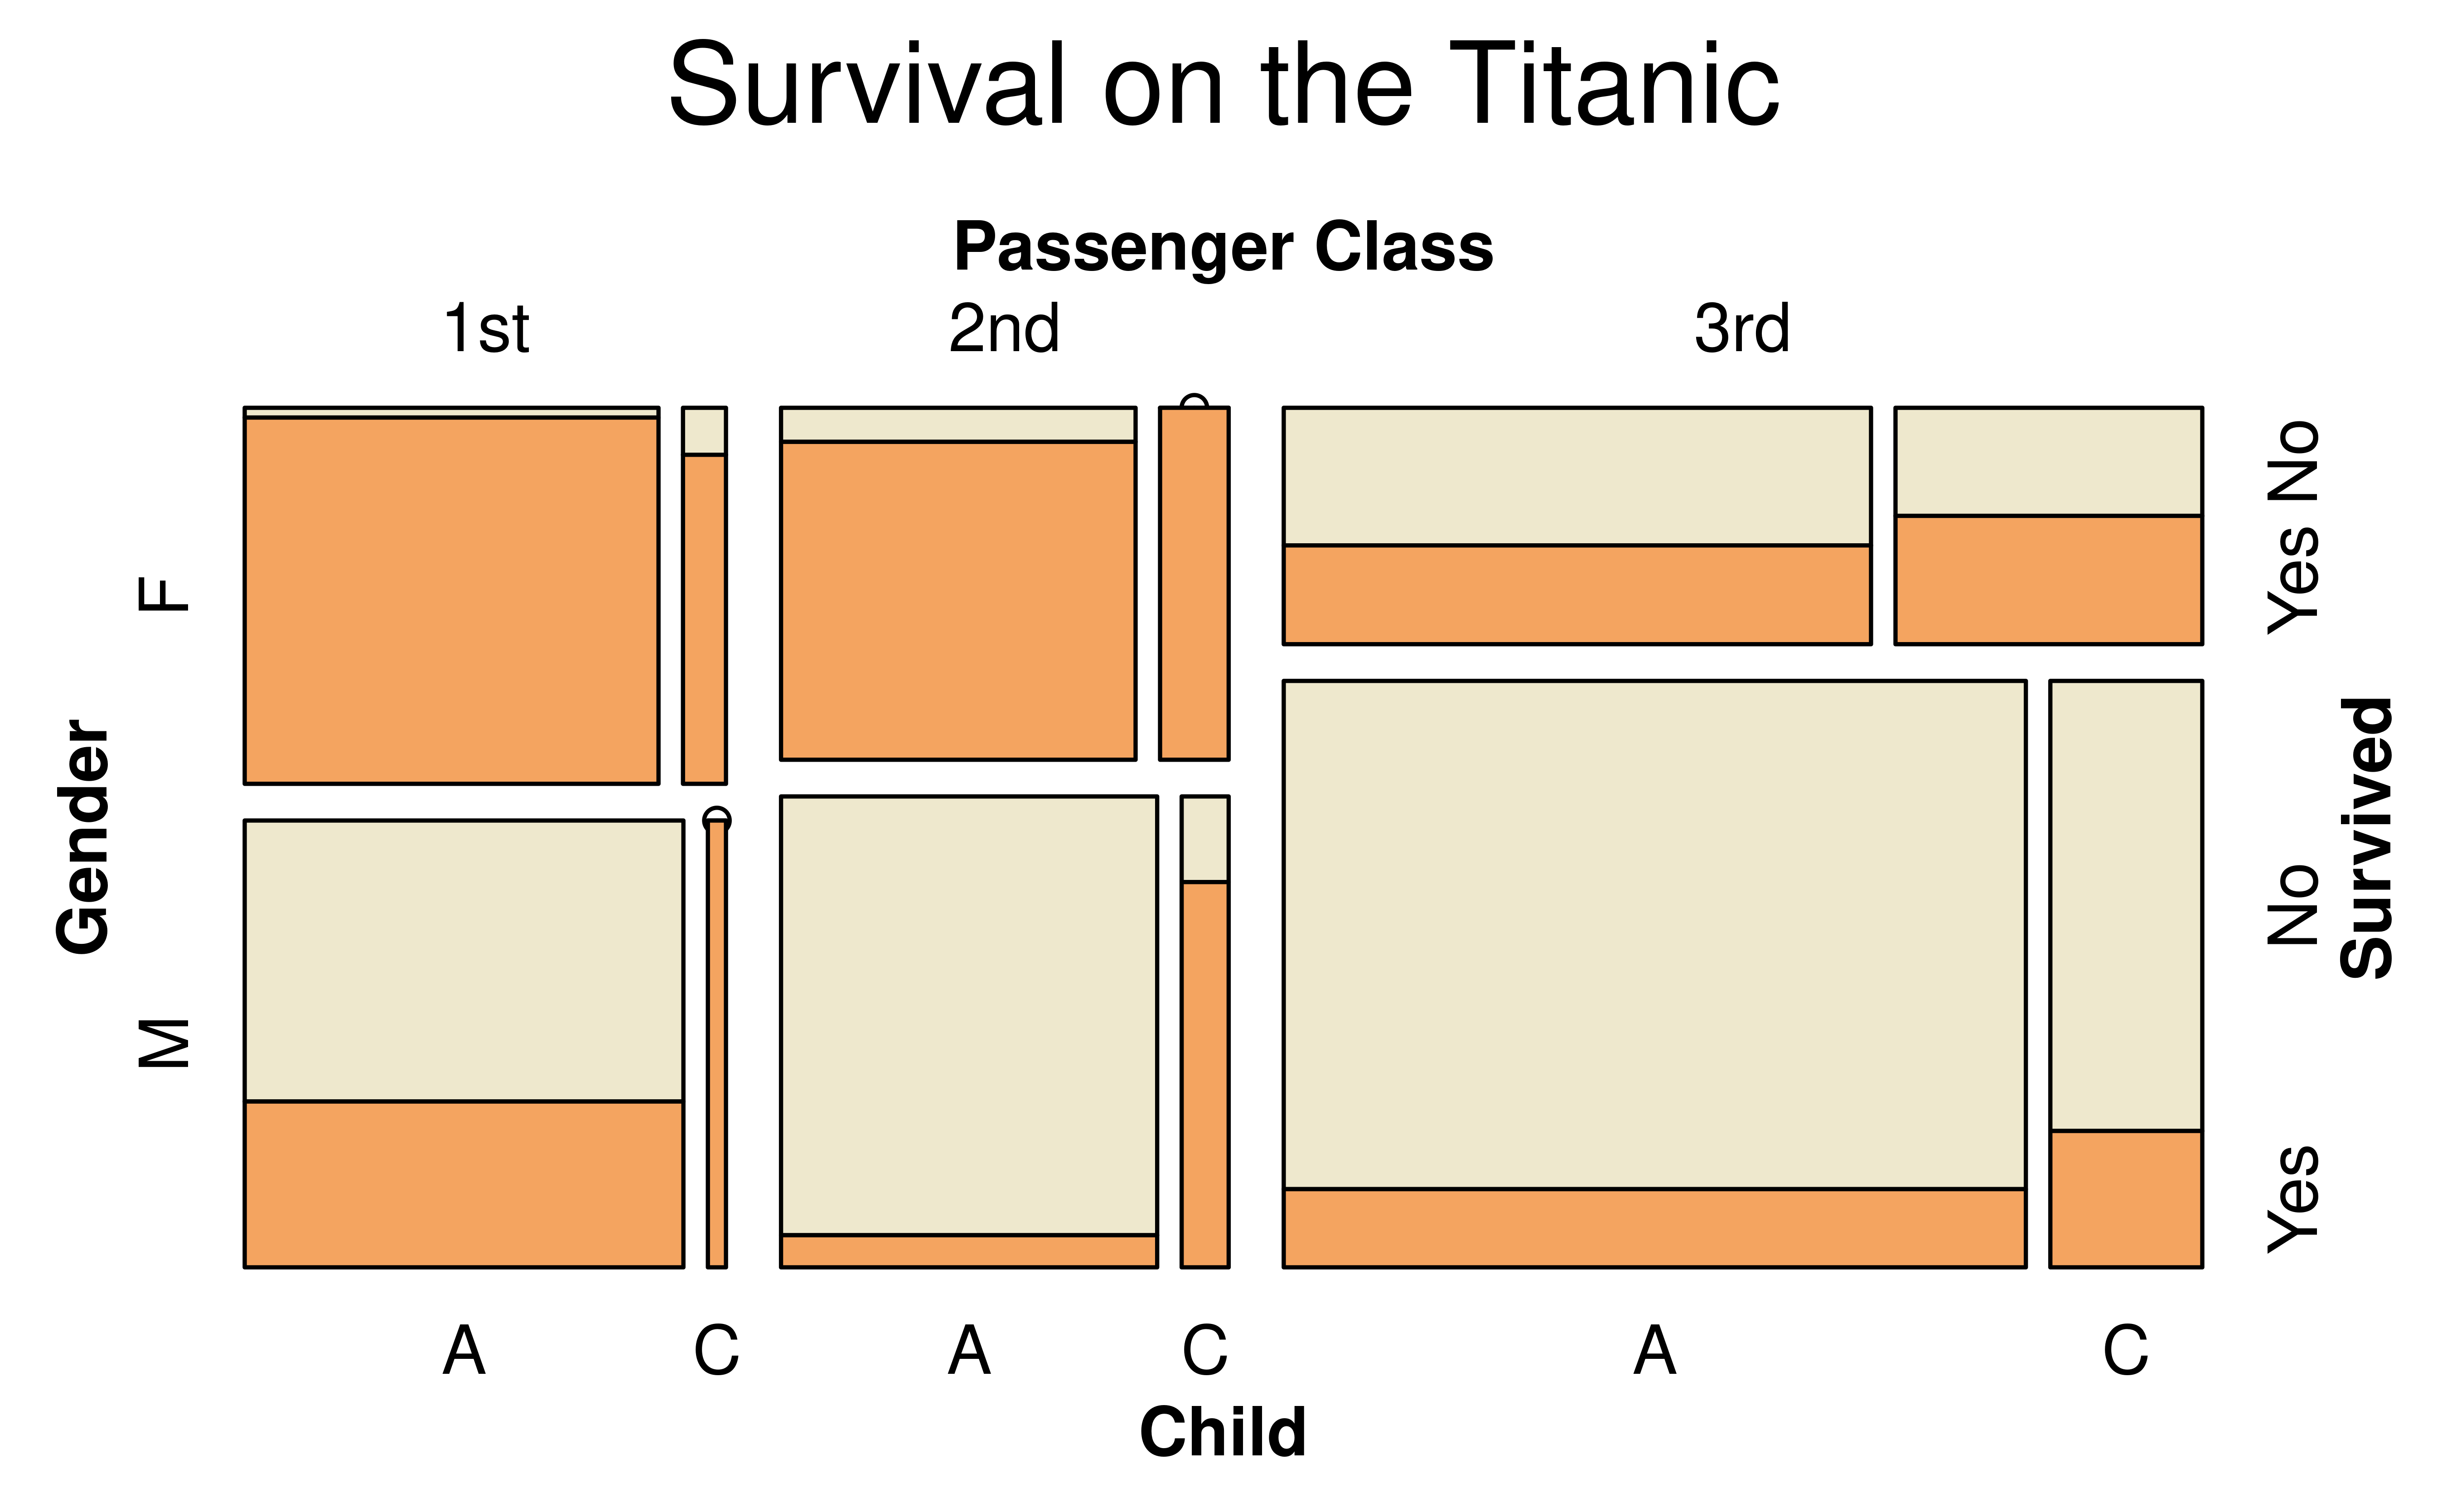 Survival on the Titanic
Passenger Class
1st 2nd 3rd
Gender
F
M
No
Yes
No
Yes
Survived
A C A C A C
Child